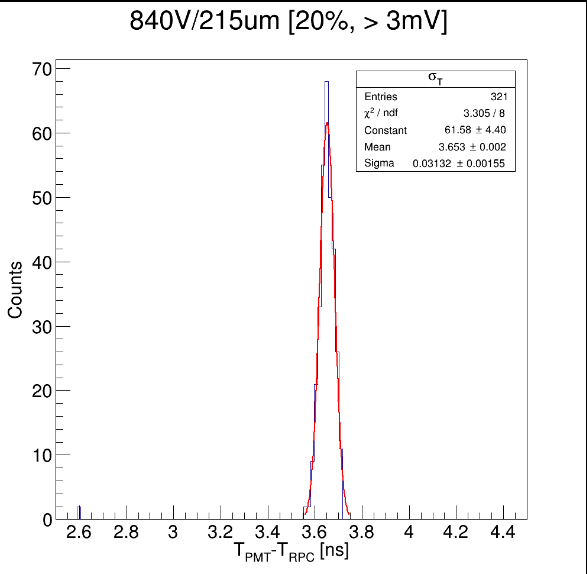 840V/215um [20%, > 3mV]
σT
Entries 321
χ² / ndf 3.305 / 8
Constant 61.58 ± 4.40
Mean 3.653 ± 0.002
Sigma 0.03132 ± 0.00155
70
60
50
40
30
20
10
0
Counts
2.6 2.8 3 3.2 3.4 3.6 3.8 4 4.2 4.4
TPMT-TRPC [ns]